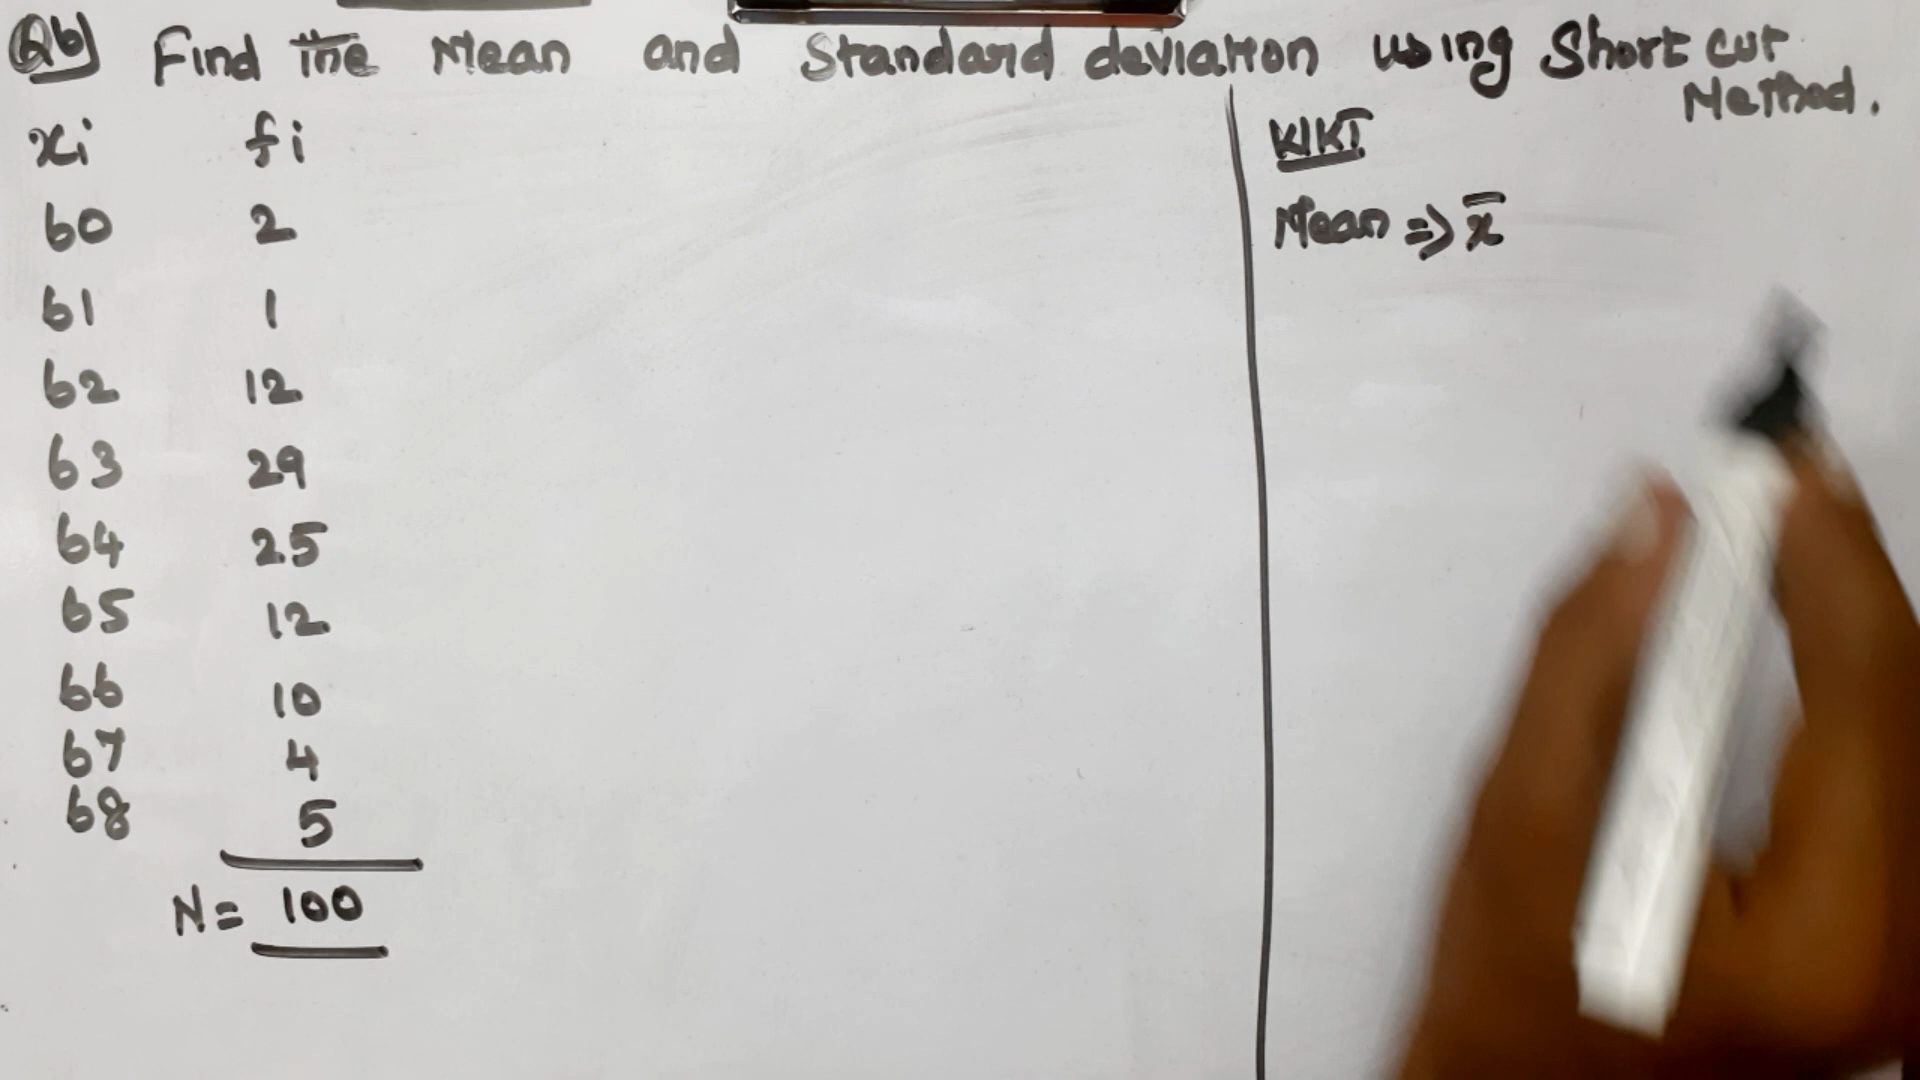 Q6) Find the Mean and Standard deviation using Short cut
Method.
xi fi
60 2
61 1
62 12
63 29
64 25
65 12
66 10
67 4
68 5
N= 100
WKT
Mean => x̄